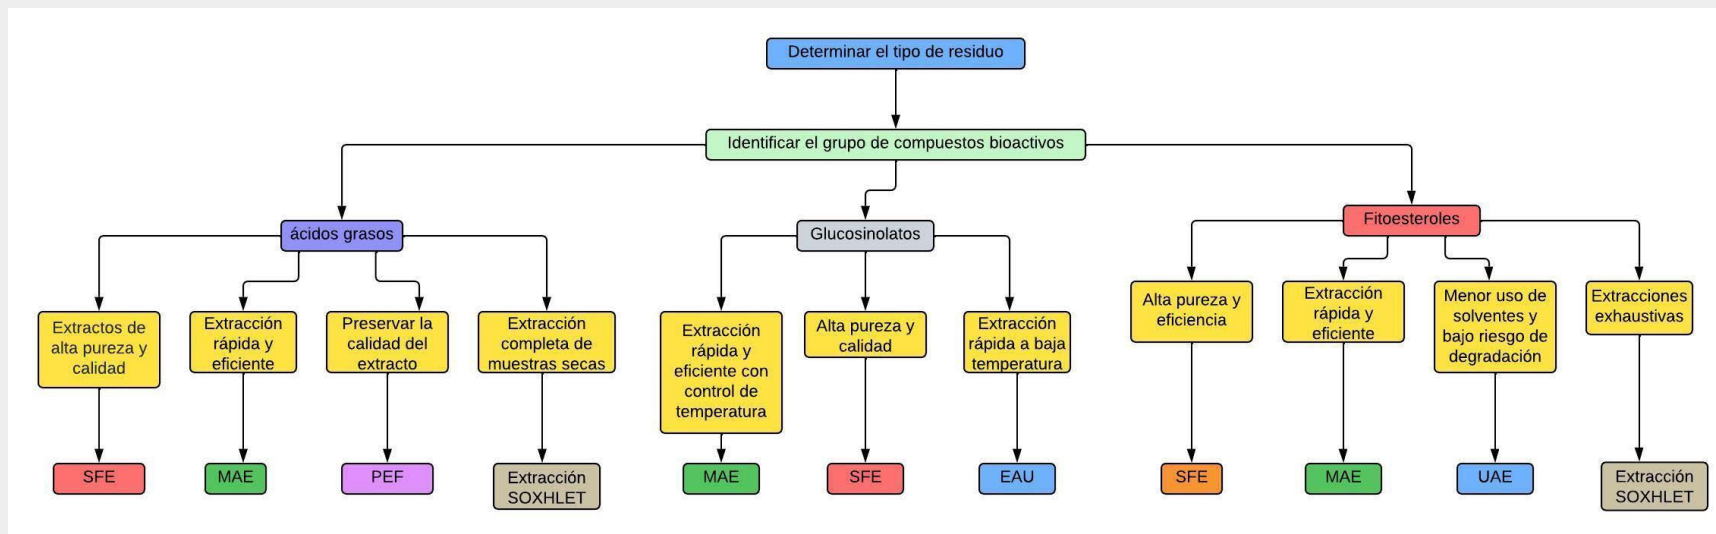 Determinar el tipo de residuo
Identificar el grupo de compuestos bioactivos
ácidos grasos
Glucosinolatos
Fitoesteroles
Extractos de
alta pureza y
calidad
Extracción
rápida y
eficiente
Preservar la
calidad del
extracto
Extracción
completa de
muestras secas
Extracción
rápida y
eficiente con
control de
temperatura
Alta pureza y
calidad
Extracción
rápida a baja
temperatura
Alta pureza y
eficiencia
Extracción
rápida y
eficiente
Menor uso de
solventes y
bajo riesgo de
degradación
Extracciones
exhaustivas
SFE
MAE
PEF
Extracción
SOXHLET
MAE
SFE
EAU
SFE
MAE
UAE
Extracción
SOXHLET